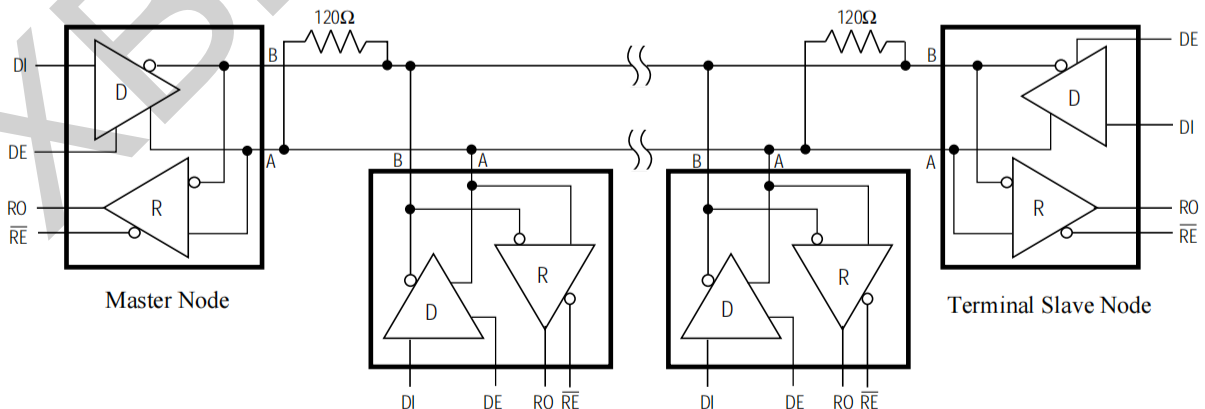 120Ω 120Ω
DI B B DE
D D
DI
DE A B A B A A
RO R R RO
RE RE
R R
Master Node D D Terminal Slave Node
DI DE RO RE DI DE RO RE